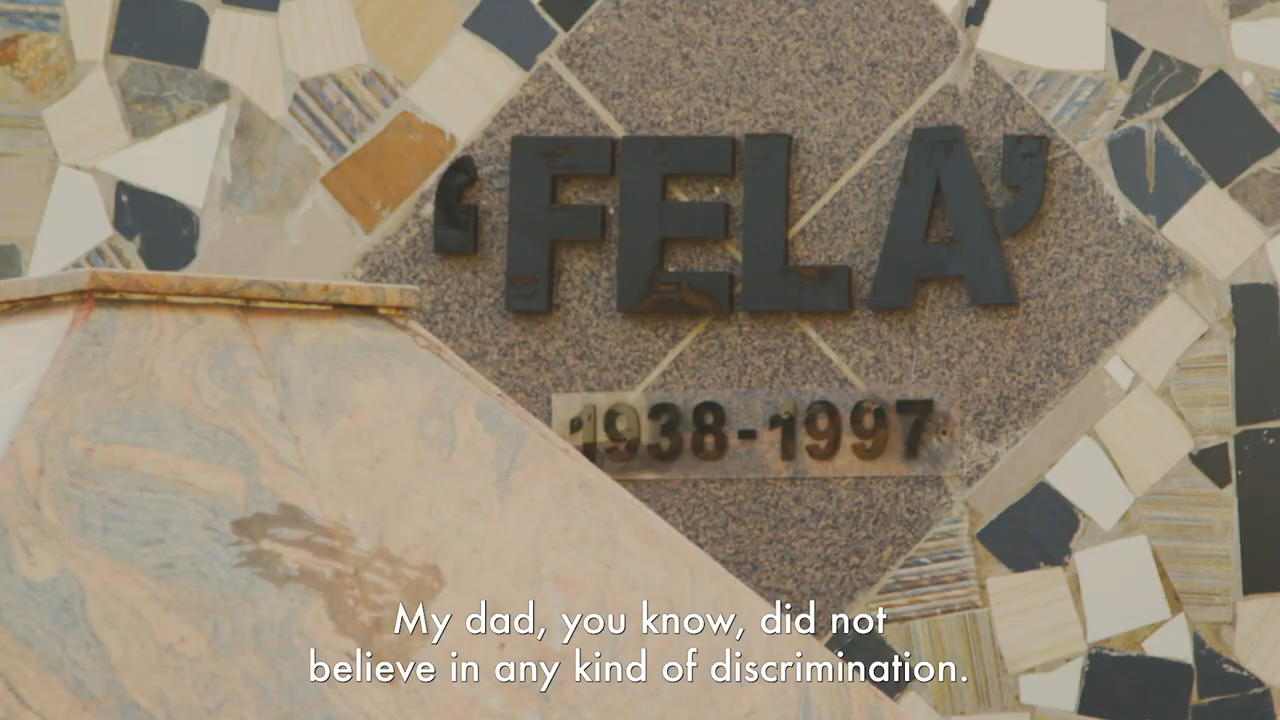 ‘FELA’
1938-1997
My dad, you know, did not
believe in any kind of discrimination.